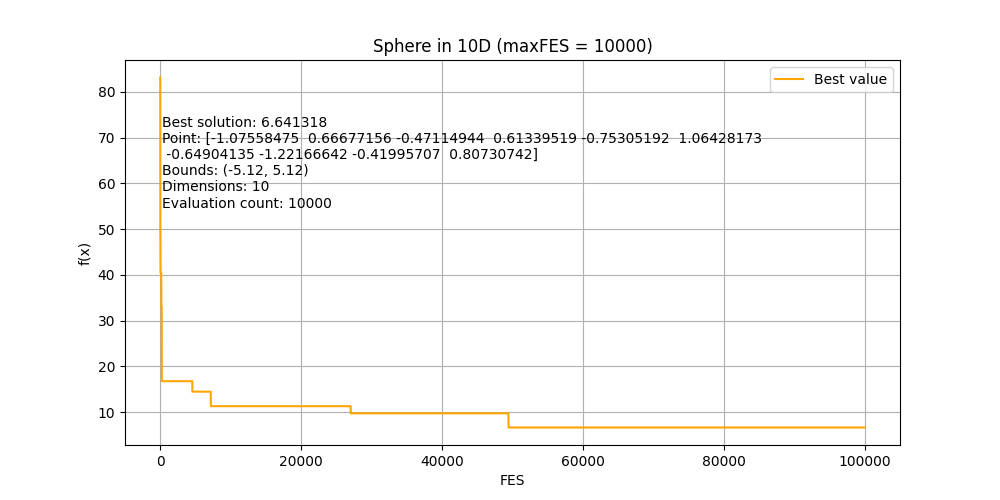 Sphere in 10D (maxFES = 10000)
Best value
Best solution: 6.641318
Point: [-1.07558475  0.66677156 -0.47114944  0.61339519 -0.75305192  1.06428173
-0.64904135 -1.22166642 -0.41995707  0.80730742]
Bounds: (-5.12, 5.12)
Dimensions: 10
Evaluation count: 10000
f(x)
80
70
60
50
40
30
20
10
0
20000
40000
60000
80000
100000
FES